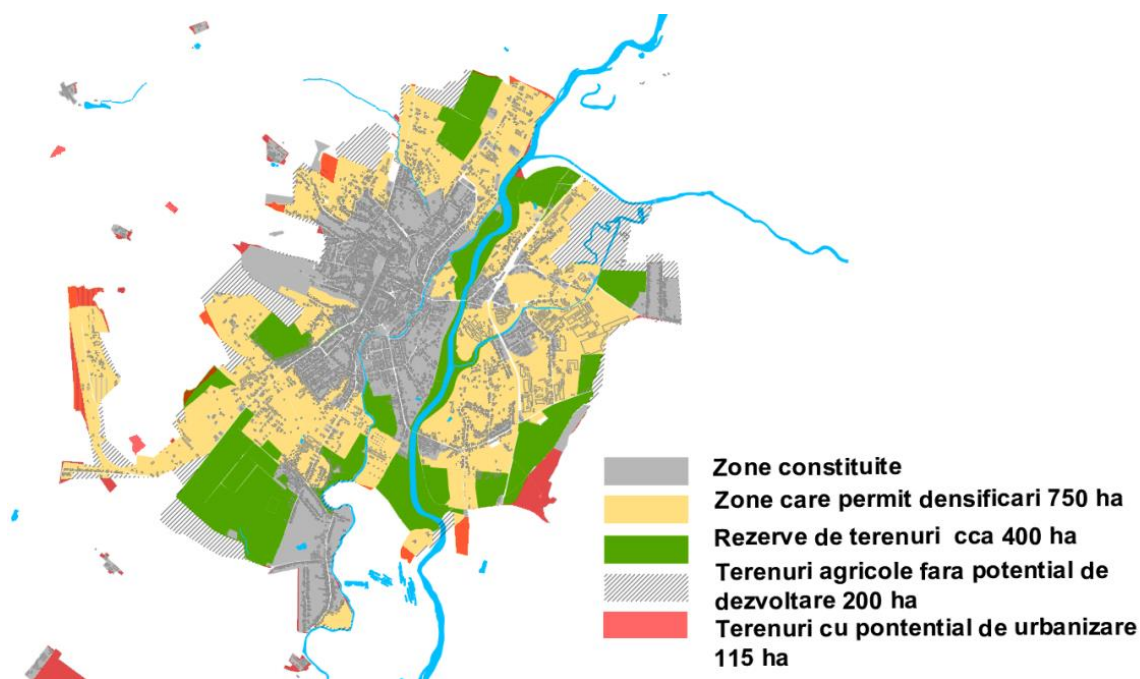 Zone constituite
Zone care permit densificari 750 ha
Rezerve de terenuri cca 400 ha
Terenuri agricole fara potential de
dezvoltare 200 ha
Terenuri cu pontential de urbanizare
115 ha